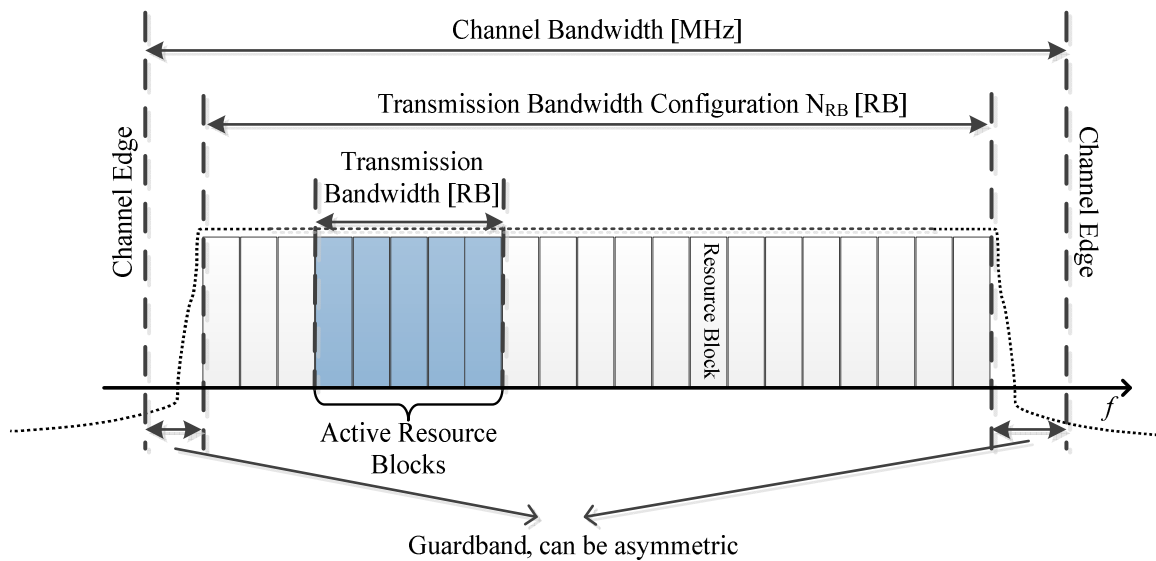 Channel Bandwidth [MHz]
Transmission Bandwidth Configuration NRB [RB]
Channel Edge
Transmission
Bandwidth [RB]
Channel Edge
Resource Block
f
Active Resource
Blocks
Guardband, can be asymmetric